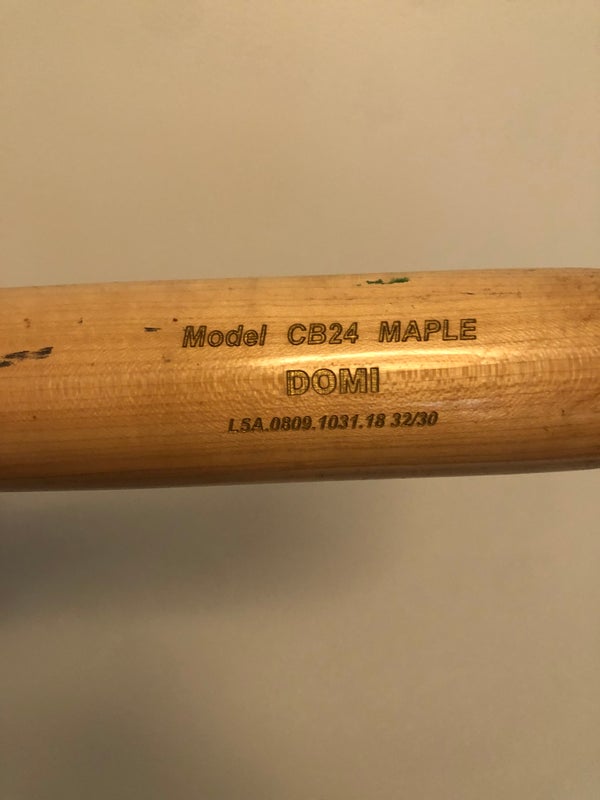 Model CB24 MAPLE
DOMI
L5A.0809.1031.18 32/30